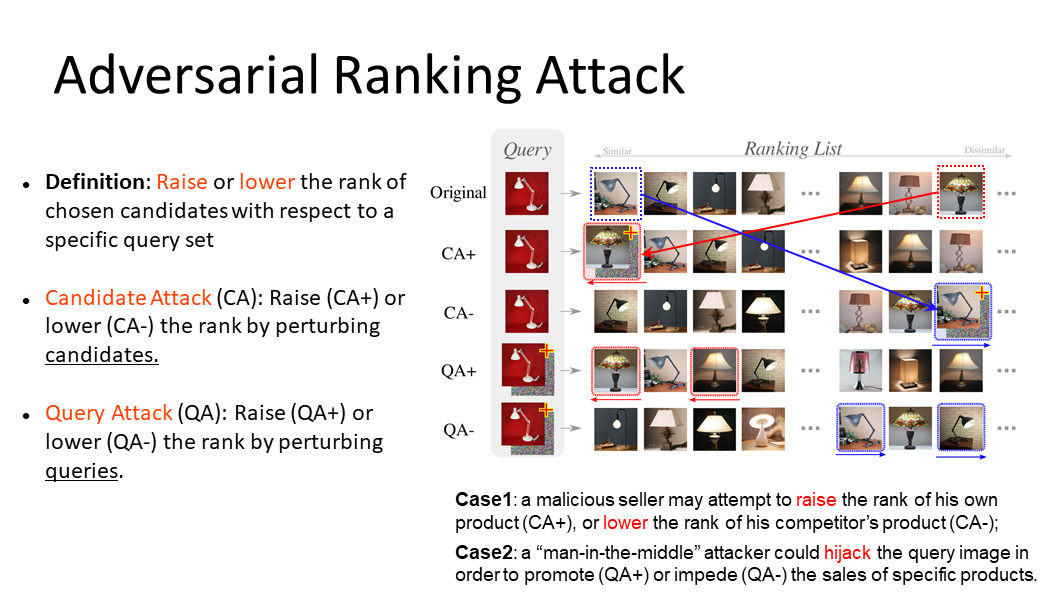 Adversarial Ranking Attack
• Definition: Raise or lower the rank of
chosen candidates with respect to a
specific query set
• Candidate Attack (CA): Raise (CA+) or
lower (CA-) the rank by perturbing
candidates.
• Query Attack (QA): Raise (QA+) or
lower (QA-) the rank by perturbing
queries.
Query
Similar
Ranking List
Dissimilar
Original
...
...
CA+
+
...
...
CA-
...
+
...
QA+
+
...
...
QA-
+
...
...
Case1: a malicious seller may attempt to raise the rank of his own
product (CA+), or lower the rank of his competitor’s product (CA-);
Case2: a “man-in-the-middle” attacker could hijack the query image in
order to promote (QA+) or impede (QA-) the sales of specific products.